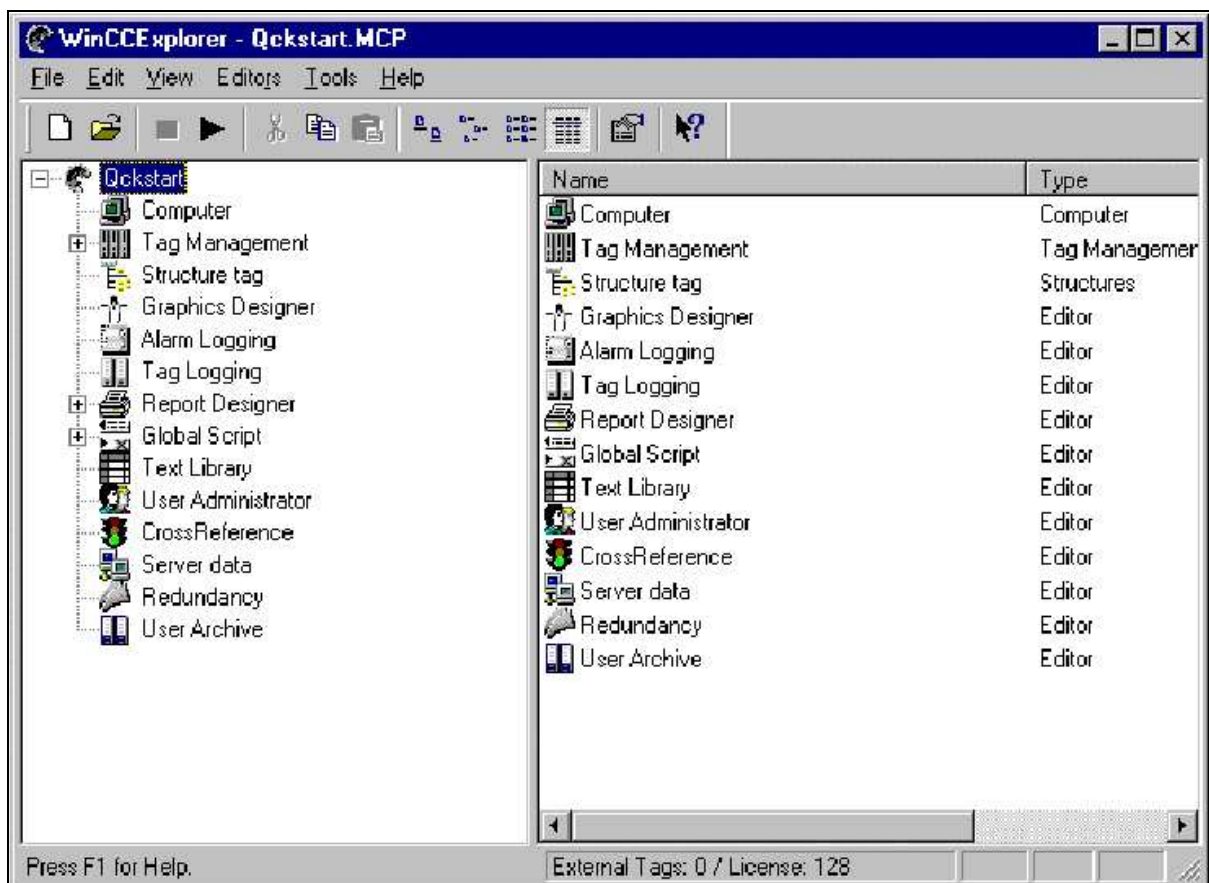 WinCCExplorer - Qckstart.MCP
File Edit View Editors Tools Help
Qckstart
Computer
Tag Management
Structure tag
Graphics Designer
Alarm Logging
Tag Logging
Report Designer
Global Script
Text Library
User Administrator
CrossReference
Server data
Redundancy
User Archive
Name Type
Computer Computer
Tag Management Tag Managemer
Structure tag Structures
Graphics Designer Editor
Alarm Logging Editor
Tag Logging Editor
Report Designer Editor
Global Script Editor
Text Library Editor
User Administrator Editor
CrossReference Editor
Server data Editor
Redundancy Editor
User Archive Editor
Press F1 for Help. External Tags: 0 / License: 128